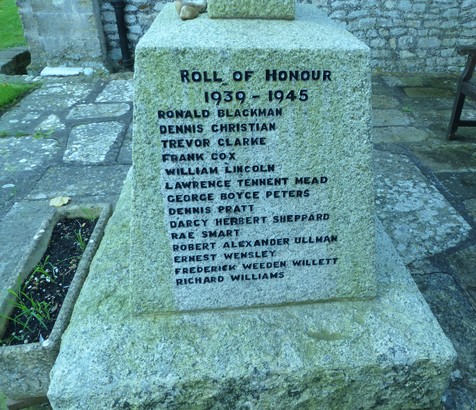 ROLL OF HONOUR
1939 - 1945
RONALD BLACKMAN
DENNIS CHRISTIAN
TREVOR CLARKE
FRANK COX
WILLIAM LINCOLN
LAWRENCE TENNENT MEAD
GEORGE BOYCE PETERS
DENNIS PRATT
DARCY HERBERT SHEPPARD
RAE SMART
ROBERT ALEXANDER ULLMAN
ERNEST WENSLEY
FREDERICK WEEDEN WILLETT
RICHARD WILLIAMS